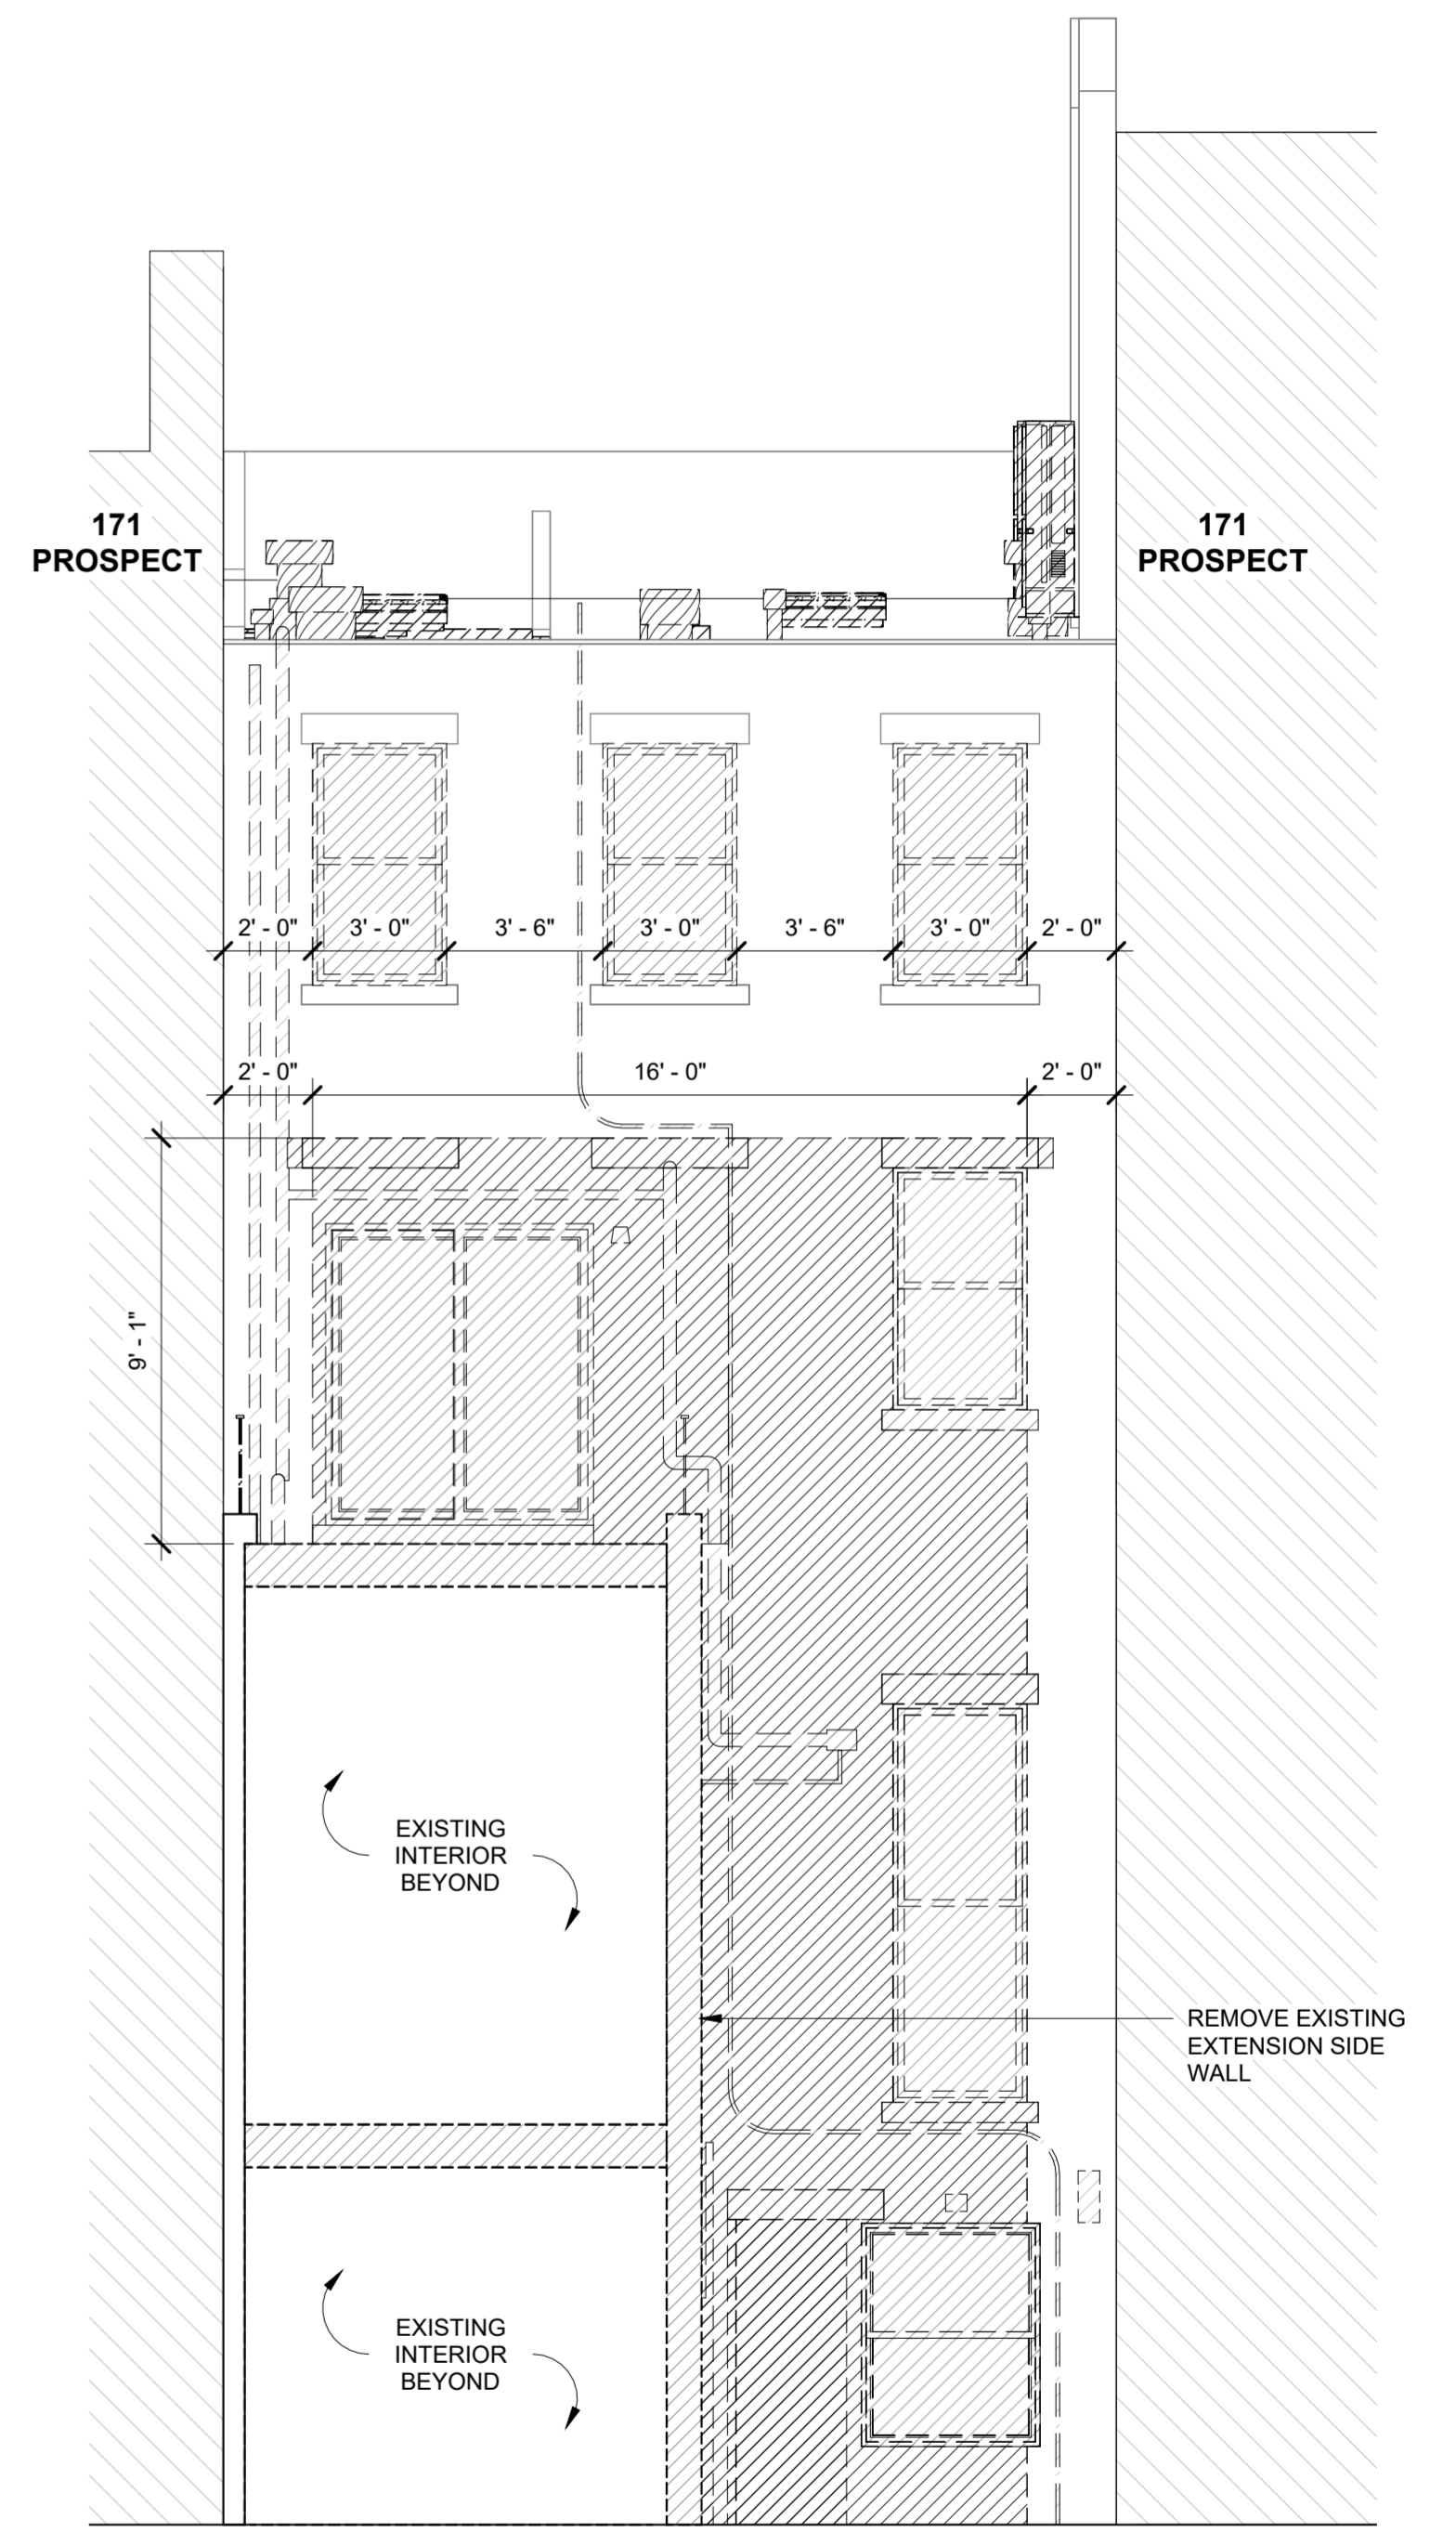 171
PROSPECT
171
PROSPECT
2' - 0"
3' - 0"
3' - 6"
3' - 0"
3' - 6"
3' - 0"
2' - 0"
2' - 0"
16' - 0"
2' - 0"
9' - 1"
EXISTING
INTERIOR
BEYOND
REMOVE EXISTING
EXTENSION SIDE
WALL
EXISTING
INTERIOR
BEYOND